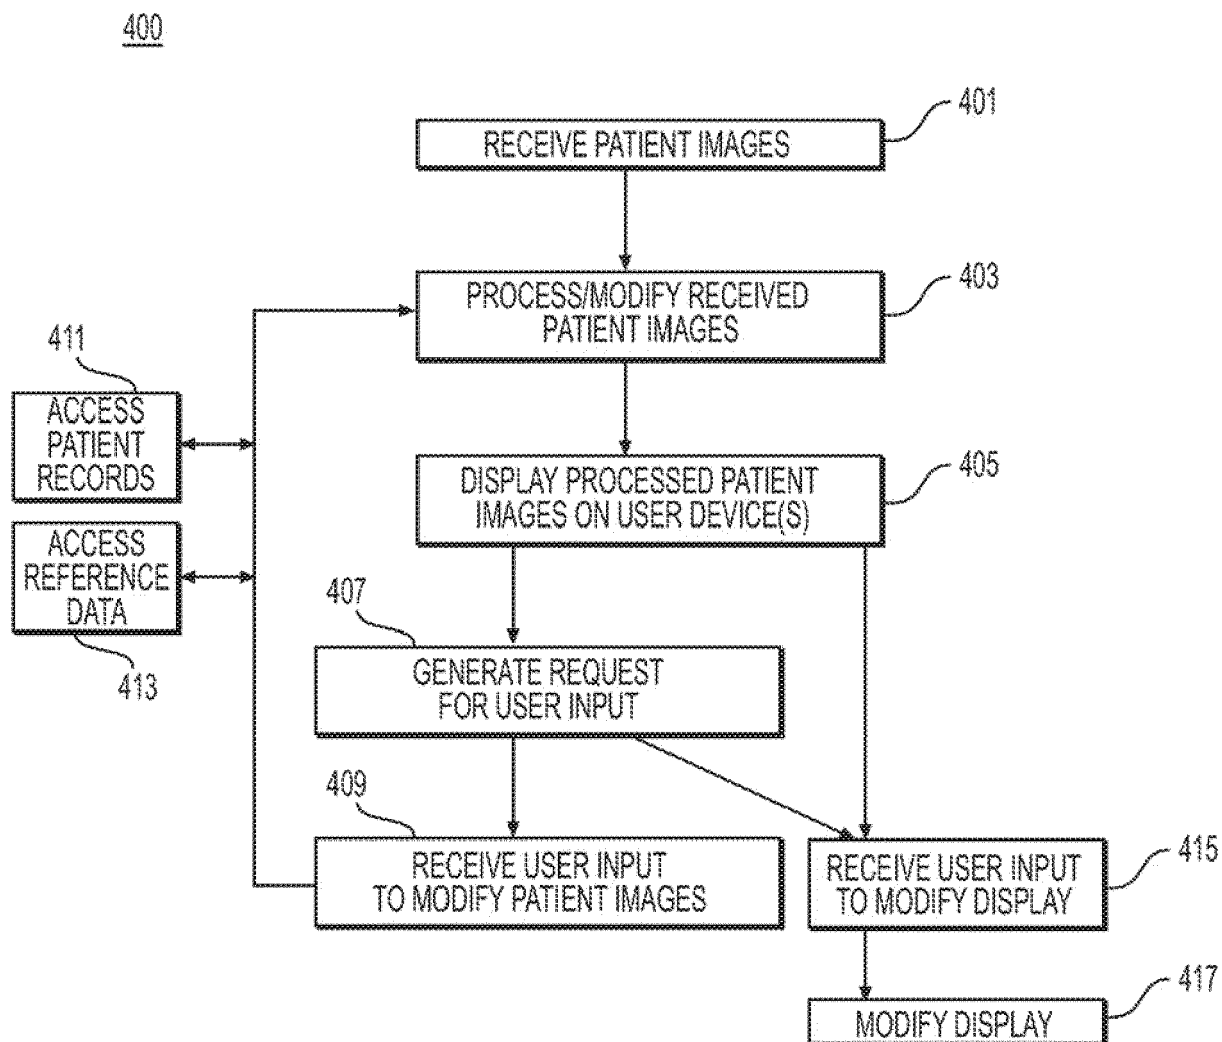 400
401
RECEIVE PATIENT IMAGES
403
PROCESS/MODIFY RECEIVED
PATIENT IMAGES
411
ACCESS
PATIENT
RECORDS
405
DISPLAY PROCESSED PATIENT
IMAGES ON USER DEVICE(S)
ACCESS
REFERENCE
DATA
413
407
GENERATE REQUEST
FOR USER INPUT
409
RECEIVE USER INPUT
TO MODIFY PATIENT IMAGES
415
RECEIVE USER INPUT
TO MODIFY DISPLAY
417
MODIFY DISPLAY